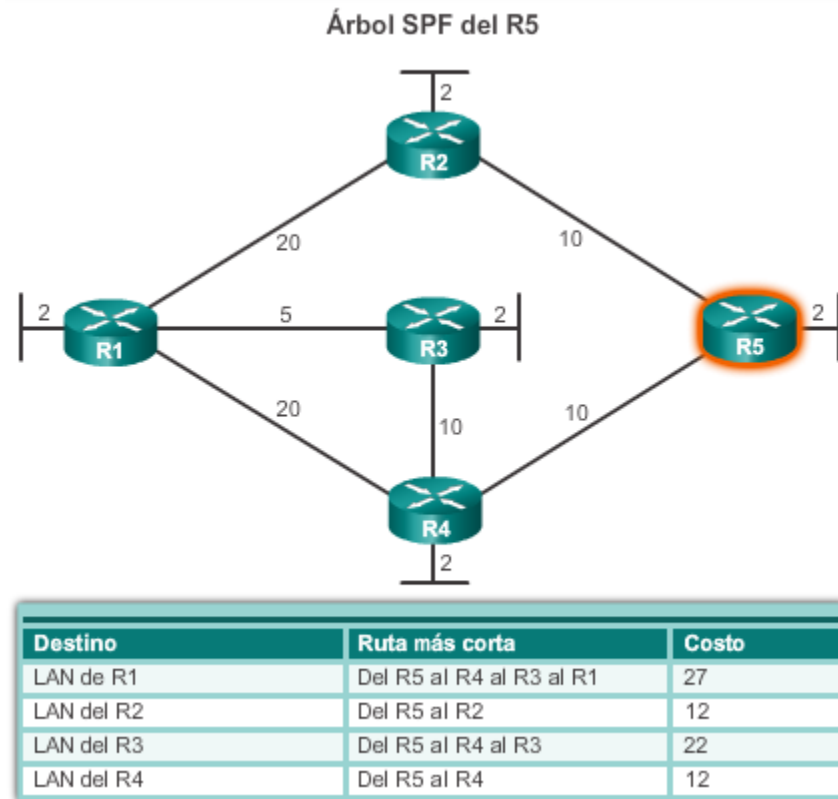 Árbol SPF del R5
2
R2
20
10
2
5
2
2
R1
R3
R5
20
10
10
R4
2
Destino Ruta más corta Costo
LAN de R1 Del R5 al R4 al R3 al R1 27
LAN del R2 Del R5 al R2 12
LAN del R3 Del R5 al R4 al R3 22
LAN del R4 Del R5 al R4 12